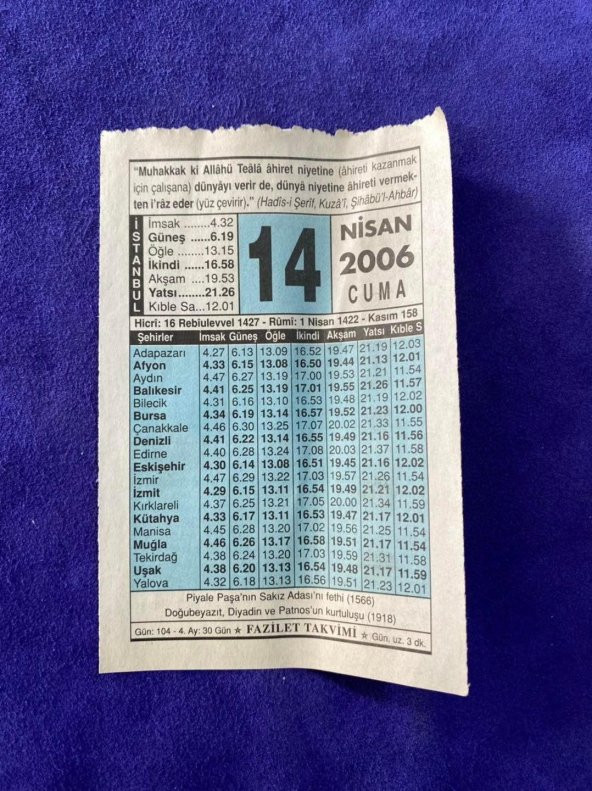 "Muhakkak ki Allâhü Teâlâ âhiret niyetine (âhireti kazanmak
için çalışana) dünyâyı verir de, dünyâ niyetine âhireti vermek-
ten i'râz eder (yüz çevirir)." (Hadîs-i Şerîf, Kuzâ'î, Şihâbü'l-Ahbâr)
İSTANBUL
İmsak ........4.32
Güneş ......6.19
Öğle ........13.15
İkindi ......16.58
Akşam ....19.53
Yatsı........21.26
Kıble Sa...12.01
14
NİSAN
2006
CUMA
Hicrî: 16 Rebiulevvel 1427 - Rûmî: 1 Nisan 1422 - Kasım 158
Şehirler İmsak Güneş Öğle İkindi Akşam Yatsı Kıble S
Adapazarı 4.27 6.13 13.09 16.52 19.47 21.19 12.03
Afyon 4.33 6.15 13.08 16.50 19.44 21.13 12.01
Aydın 4.47 6.27 13.19 17.00 19.53 21.21 11.54
Balıkesir 4.41 6.25 13.19 17.01 19.55 21.26 11.57
Bilecik 4.31 6.16 13.10 16.53 19.48 21.19 12.02
Bursa 4.34 6.19 13.14 16.57 19.52 21.23 12.00
Çanakkale 4.46 6.30 13.25 17.07 20.02 21.33 11.55
Denizli 4.41 6.22 13.14 16.55 19.49 21.16 11.56
Edirne 4.40 6.28 13.24 17.08 20.03 21.37 11.58
Eskişehir 4.30 6.14 13.08 16.51 19.45 21.16 12.02
İzmir 4.47 6.29 13.22 17.03 19.57 21.26 11.54
İzmit 4.29 6.15 13.11 16.54 19.49 21.21 12.02
Kırklareli 4.37 6.25 13.21 17.05 20.00 21.34 11.59
Kütahya 4.33 6.17 13.11 16.53 19.47 21.17 12.01
Manisa 4.45 6.28 13.20 17.02 19.56 21.25 11.54
Muğla 4.46 6.26 13.17 16.58 19.51 21.17 11.54
Tekirdağ 4.38 6.24 13.20 17.03 19.59 21.31 11.58
Uşak 4.38 6.20 13.13 16.54 19.48 21.17 11.59
Yalova 4.32 6.18 13.13 16.56 19.51 21.23 12.01
Piyale Paşa'nın Sakız Adası'nı fethi (1566)
Doğubeyazıt, Diyadin ve Patnos'un kurtuluşu (1918)
Gün: 104 - 4. Ay: 30 Gün ★ FAZİLET TAKVİMİ ★ Gün. uz. 3 dk.